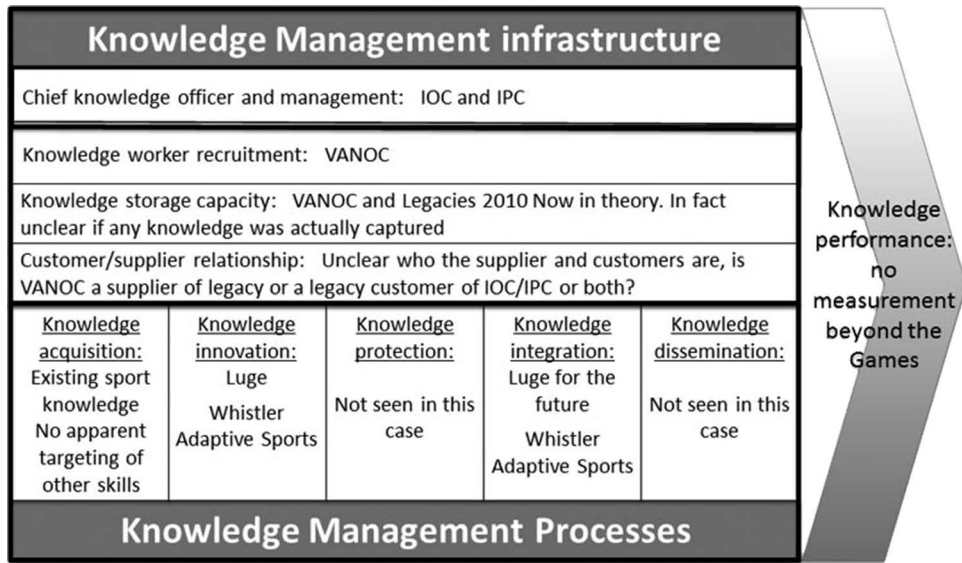 Knowledge Management infrastructure
Chief knowledge officer and management: IOC and IPC
Knowledge worker recruitment: VANOC
Knowledge storage capacity: VANOC and Legacies 2010 Now in theory. In fact
unclear if any knowledge was actually captured
Customer/supplier relationship: Unclear who the supplier and customers are, is
VANOC a supplier of legacy or a legacy customer of IOC/IPC or both?
Knowledge
acquisition:
Existing sport
knowledge
No apparent
targeting of
other skills
Knowledge
innovation:
Luge
Whistler
Adaptive Sports
Knowledge
protection:
Not seen in this
case
Knowledge
integration:
Luge for the
future
Whistler
Adaptive Sports
Knowledge
dissemination:
Not seen in this
case
Knowledge Management Processes
Knowledge
performance:
no
measurement
beyond the
Games